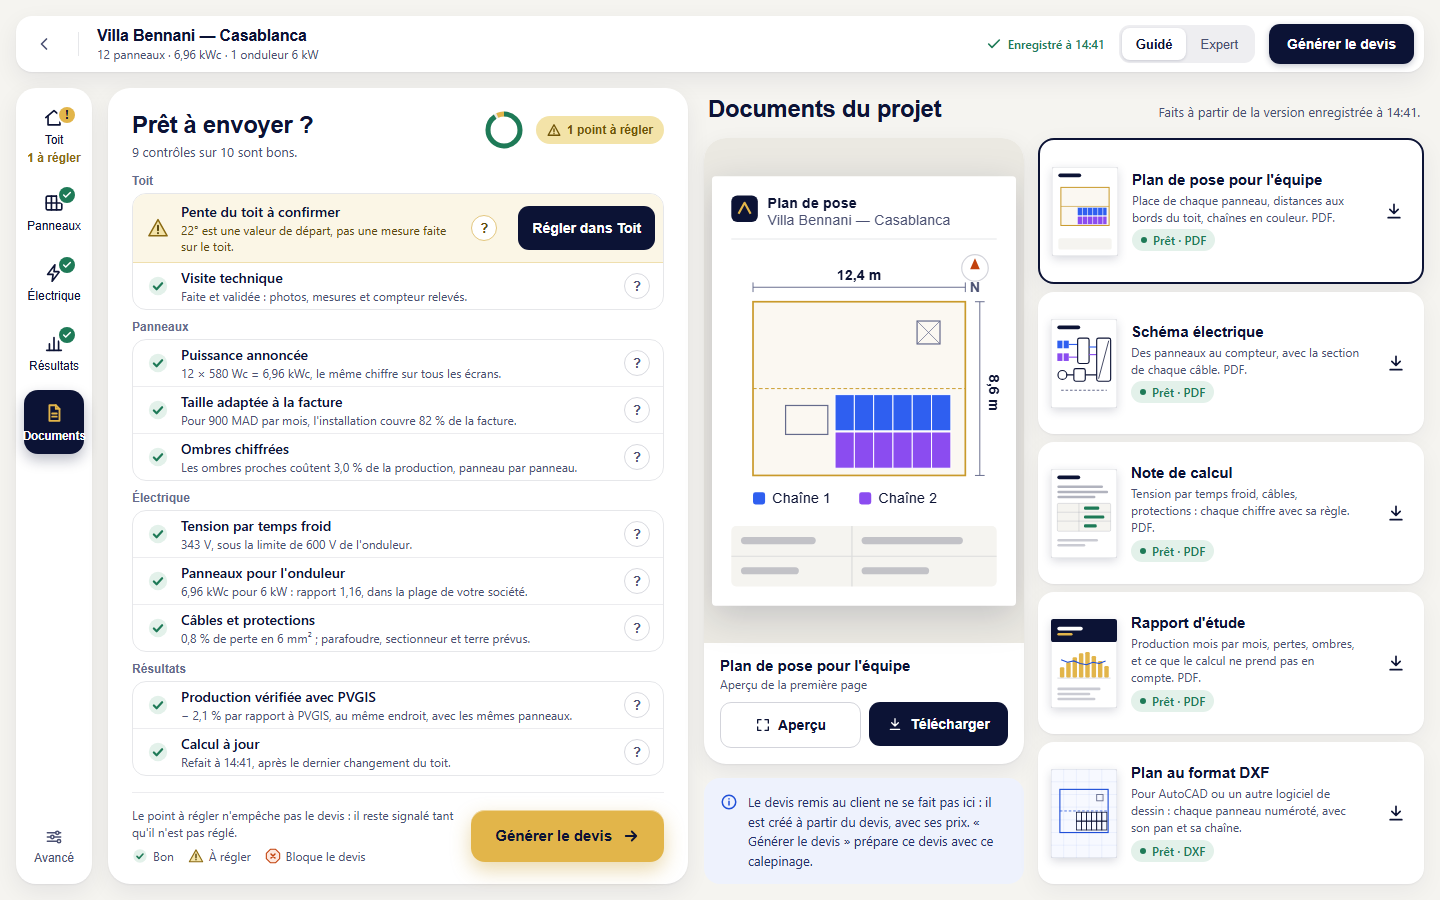 Villa Bennani — Casablanca
12 panneaux · 6,96 kWc · 1 onduleur 6 kW
Enregistré à 14:41
Guidé
Expert
Générer le devis
!
Toit
1 à régler
Panneaux
Électrique
Résultats
Documents
Avancé
Prêt à envoyer ?
9 contrôles sur 10 sont bons.
1 point à régler
Toit
Pente du toit à confirmer
22° est une valeur de départ, pas une mesure faite
sur le toit.
?
Régler dans Toit
Visite technique
Faite et validée : photos, mesures et compteur relevés.
?
Panneaux
Puissance annoncée
12 × 580 Wc = 6,96 kWc, le même chiffre sur tous les écrans.
?
Taille adaptée à la facture
Pour 900 MAD par mois, l'installation couvre 82 % de la facture.
?
Ombres chiffrées
Les ombres proches coûtent 3,0 % de la production, panneau par panneau.
?
Électrique
Tension par temps froid
343 V, sous la limite de 600 V de l'onduleur.
?
Panneaux pour l'onduleur
6,96 kWc pour 6 kW : rapport 1,16, dans la plage de votre société.
?
Câbles et protections
0,8 % de perte en 6 mm² ; parafoudre, sectionneur et terre prévus.
?
Résultats
Production vérifiée avec PVGIS
− 2,1 % par rapport à PVGIS, au même endroit, avec les mêmes panneaux.
?
Calcul à jour
Refait à 14:41, après le dernier changement du toit.
?
Le point à régler n'empêche pas le devis : il reste signalé tant
qu'il n'est pas réglé.
Bon
À régler
Bloque le devis
Générer le devis
Documents du projet
Faits à partir de la version enregistrée à 14:41.
Plan de pose
Villa Bennani — Casablanca
12,4 m
N
8,6 m
Chaîne 1
Chaîne 2
Plan de pose pour l'équipe
Aperçu de la première page
Aperçu
Télécharger
Le devis remis au client ne se fait pas ici : il
est créé à partir du devis, avec ses prix. «
Générer le devis » prépare ce devis avec ce
calepinage.
Plan de pose pour l'équipe
Place de chaque panneau, distances aux
bords du toit, chaînes en couleur. PDF.
Prêt · PDF
Schéma électrique
Des panneaux au compteur, avec la section
de chaque câble. PDF.
Prêt · PDF
Note de calcul
Tension par temps froid, câbles,
protections : chaque chiffre avec sa règle.
PDF.
Prêt · PDF
Rapport d'étude
Production mois par mois, pertes, ombres,
et ce que le calcul ne prend pas en
compte. PDF.
Prêt · PDF
Plan au format DXF
Pour AutoCAD ou un autre logiciel de
dessin : chaque panneau numéroté, avec
son pan et sa chaîne.
Prêt · DXF